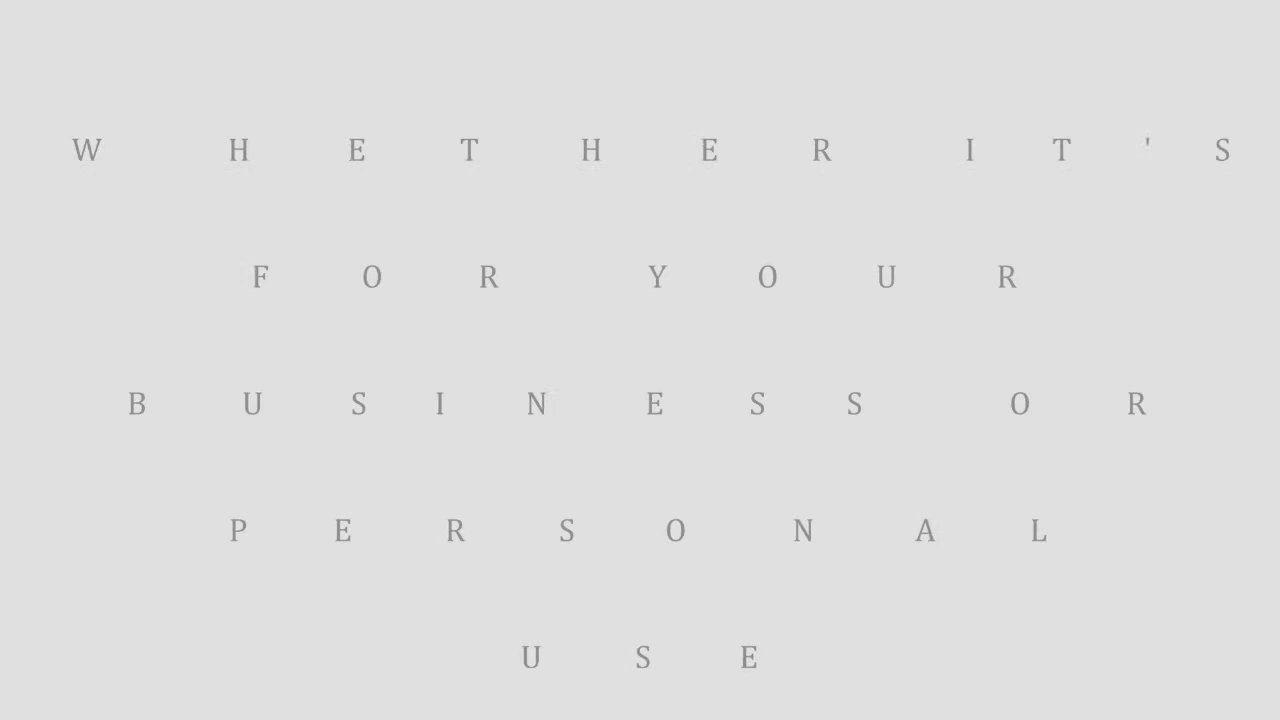 WHETHER IT'S
FOR YOUR
BUSINESS OR
PERSONAL
USE